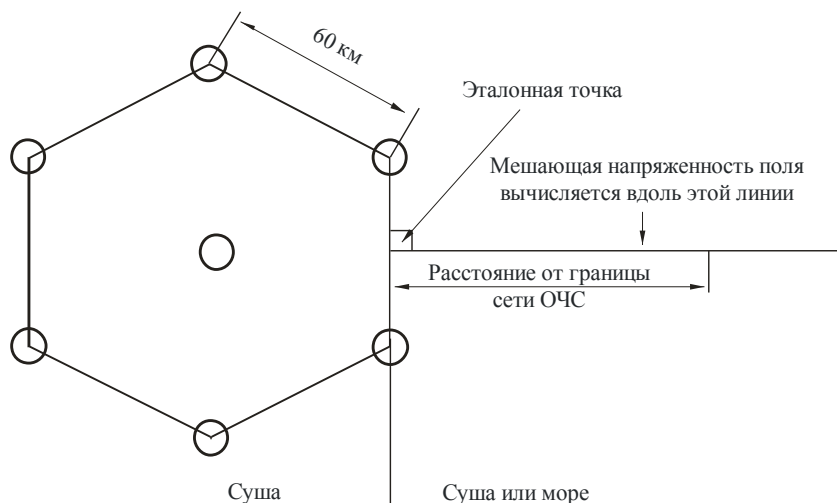 60 км
Эталонная точка
Мешающая напряженность поля
вычисляется вдоль этой линии
Расстояние от границы
сети ОЧС
Суша
Суша или море